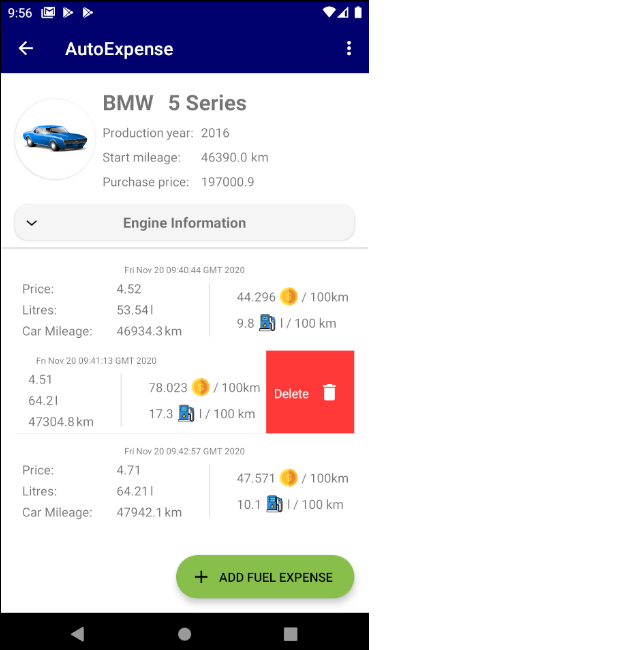 9:56
AutoExpense
BMW 5 Series
Production year: 2016
Start mileage: 46390.0 km
Purchase price: 197000.9
Engine Information
Fri Nov 20 09:40:44 GMT 2020
Price: 4.52
Litres: 53.54 l
Car Mileage: 46934.3 km
44.296 / 100km
9.8 l / 100 km
Fri Nov 20 09:41:13 GMT 2020
4.51
64.2 l
47304.8 km
78.023 / 100km
17.3 l / 100 km
Delete
Fri Nov 20 09:42:57 GMT 2020
Price: 4.71
Litres: 64.21 l
Car Mileage: 47942.1 km
47.571 / 100km
10.1 l / 100 km
+ ADD FUEL EXPENSE